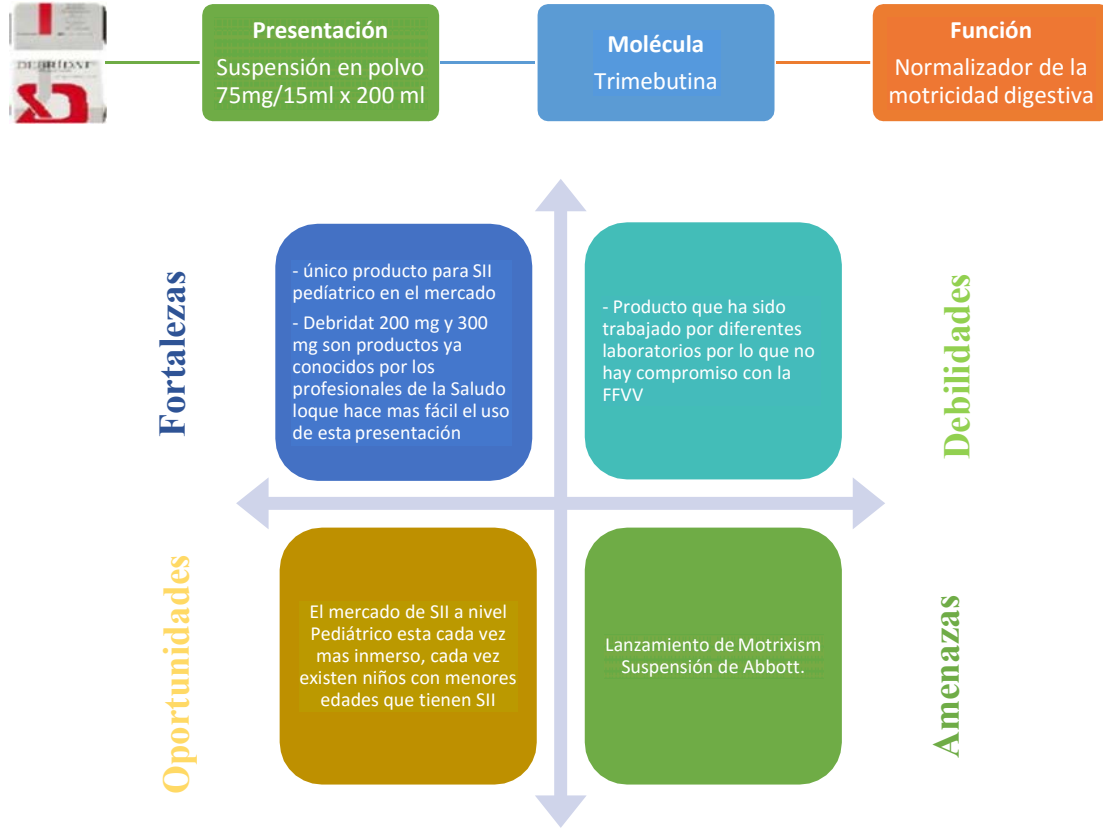 DEBRIDAT
Presentación
Suspensión en polvo
75mg/15ml x 200 ml
Molécula
Trimebutina
Función
Normalizador de la
motricidad digestiva
Fortalezas
- único producto para SII
pedíatrico en el mercado
- Debridat 200 mg y 300
mg son productos ya
conocidos por los
profesionales de la Saludo
loque hace mas fácil el uso
de esta presentación
- Producto que ha sido
trabajado por diferentes
laboratorios por lo que no
hay compromiso con la
FFVV
Debilidades
Oportunidades
El mercado de SII a nivel
Pediátrico esta cada vez
mas inmerso, cada vez
existen niños con menores
edades que tienen SII
Lanzamiento de Motrixism
Suspensión de Abbott.
Amenazas